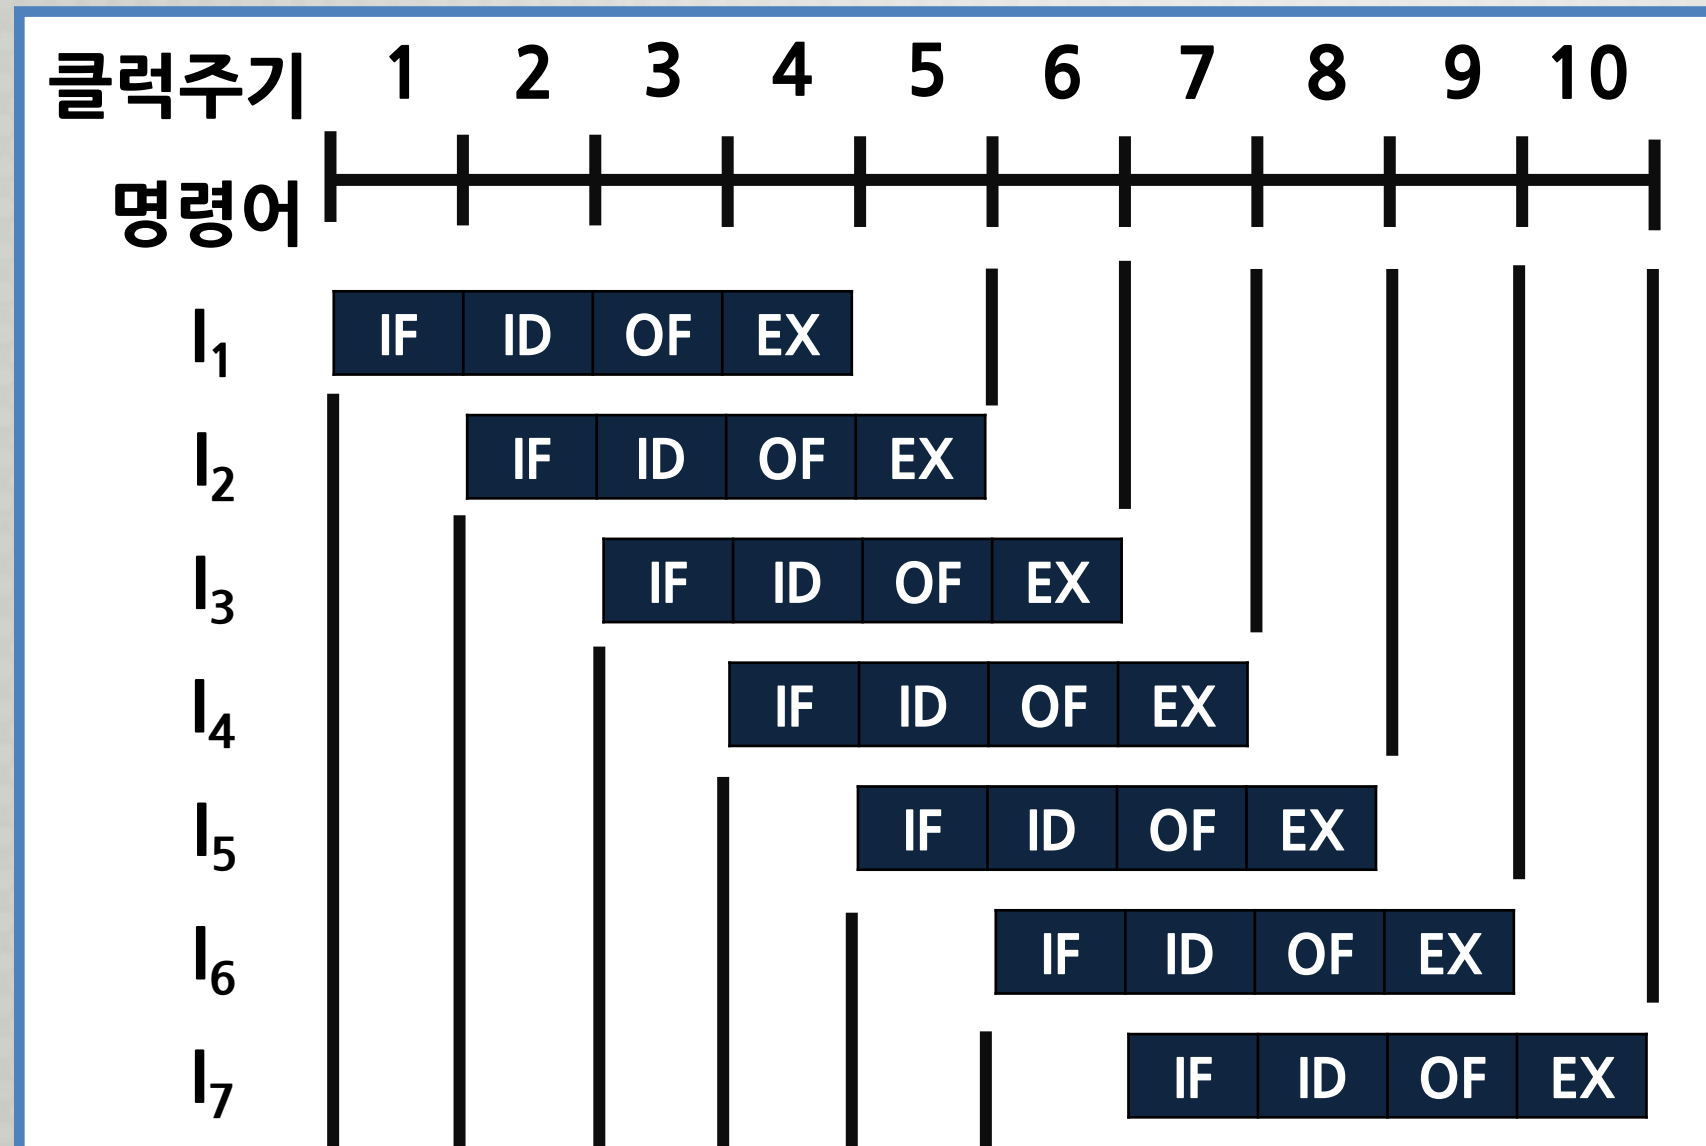 클럭주기 1 2 3 4 5 6 7 8 9 10
명령어
I1 IF ID OF EX
I2 IF ID OF EX
I3 IF ID OF EX
I4 IF ID OF EX
I5 IF ID OF EX
I6 IF ID OF EX
I7 IF ID OF EX